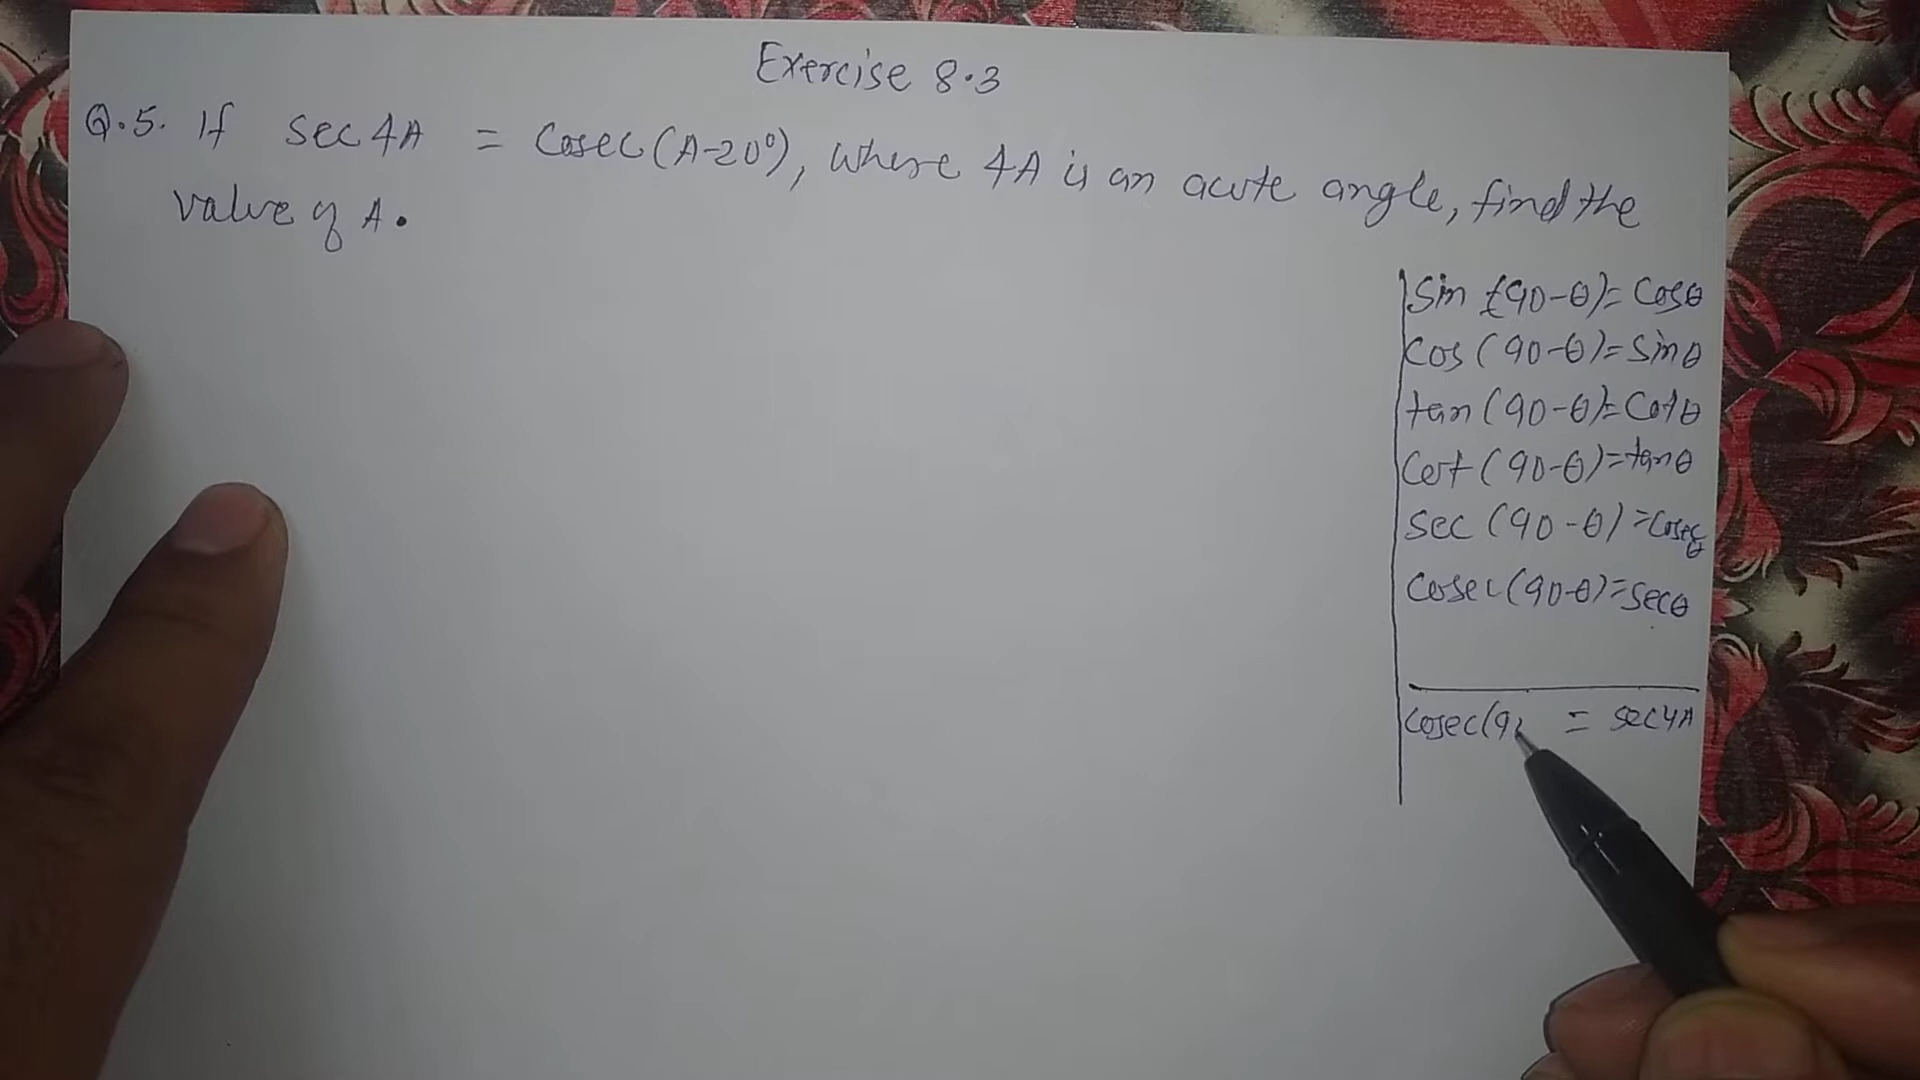 Exercise 8.3
Q.5. If sec 4A = Cosec (A-20°), where 4A is an acute angle, find the
value of A.
Sin (90-θ)= Cosθ
Cos (90-θ)= Sinθ
tan (90-θ)= Cotθ
Cot (90-θ)=tanθ
Sec (90-θ)=Cosecθ
Cosec(90-θ)=Secθ
Cosec(9 = sec4A